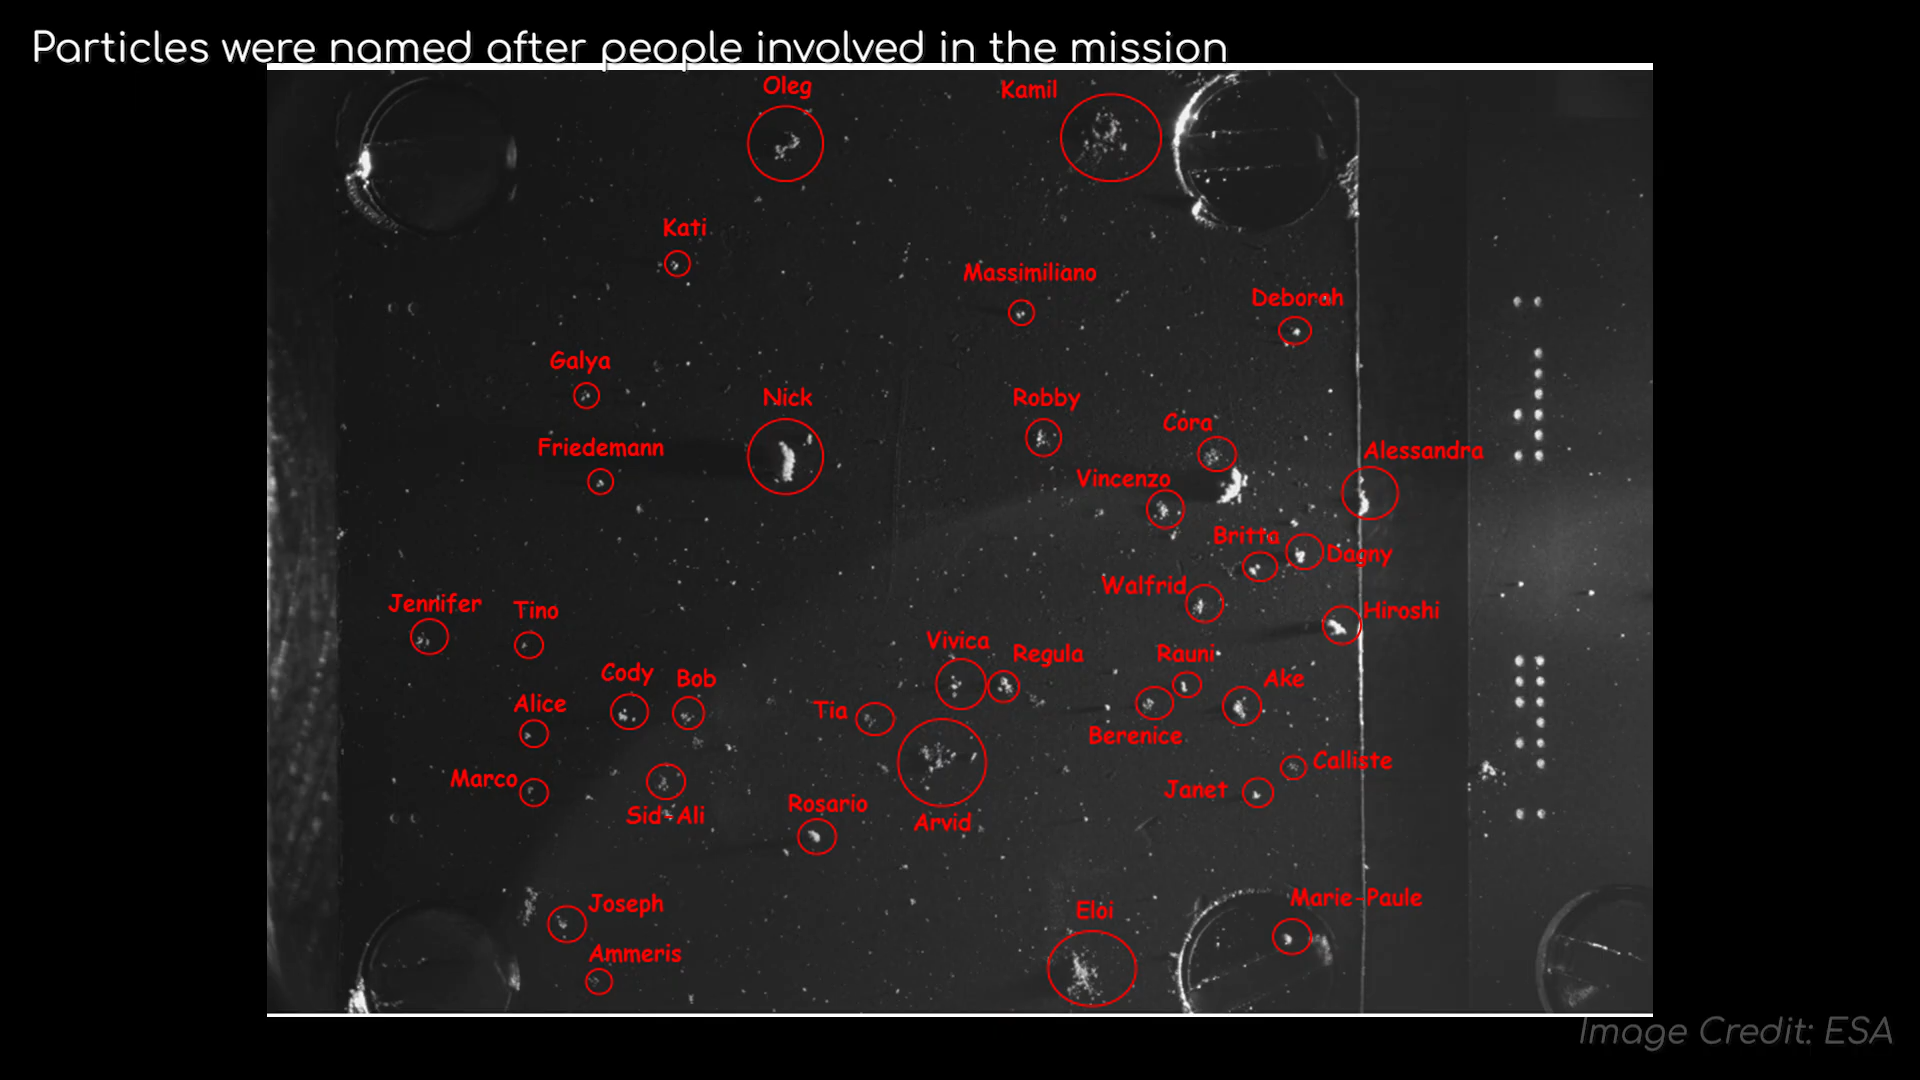 Particles were named after people involved in the mission
Oleg
Kamil
Kati
Massimiliano
Deborah
Galya
Nick
Robby
Cora
Friedemann
Alessandra
Vincenzo
Britta
Dagny
Walfrid
Jennifer
Tino
Hiroshi
Vivica
Regula
Rauni
Cody
Bob
Ake
Alice
Tia
Berenice
Calliste
Marco
Janet
Rosario
Sid-Ali
Arvid
Marie-Paule
Joseph
Eloi
Ammeris
Image Credit: ESA